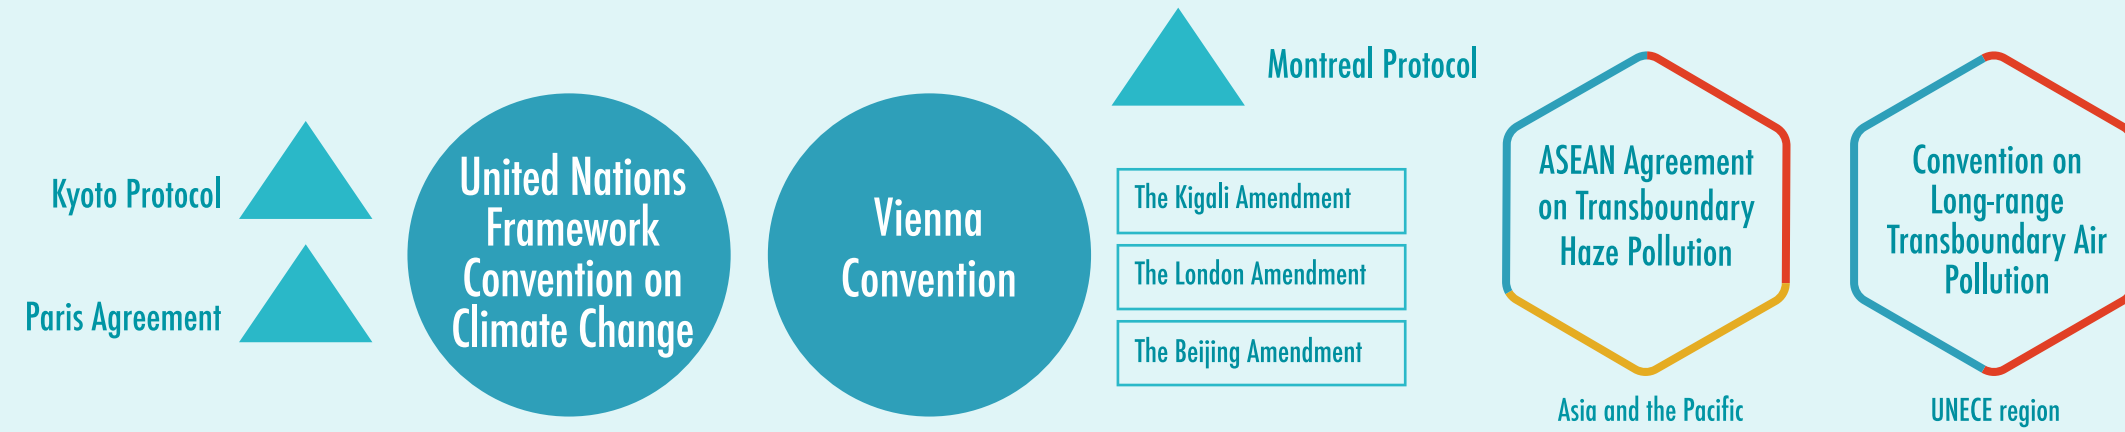 Kyoto Protocol
Paris Agreement
United Nations
Framework
Convention on
Climate Change
Vienna
Convention
Montreal Protocol
The Kigali Amendment
The London Amendment
The Beijing Amendment
ASEAN Agreement
on Transboundary
Haze Pollution
Asia and the Pacific
Convention on
Long-range
Transboundary Air
Pollution
UNECE region